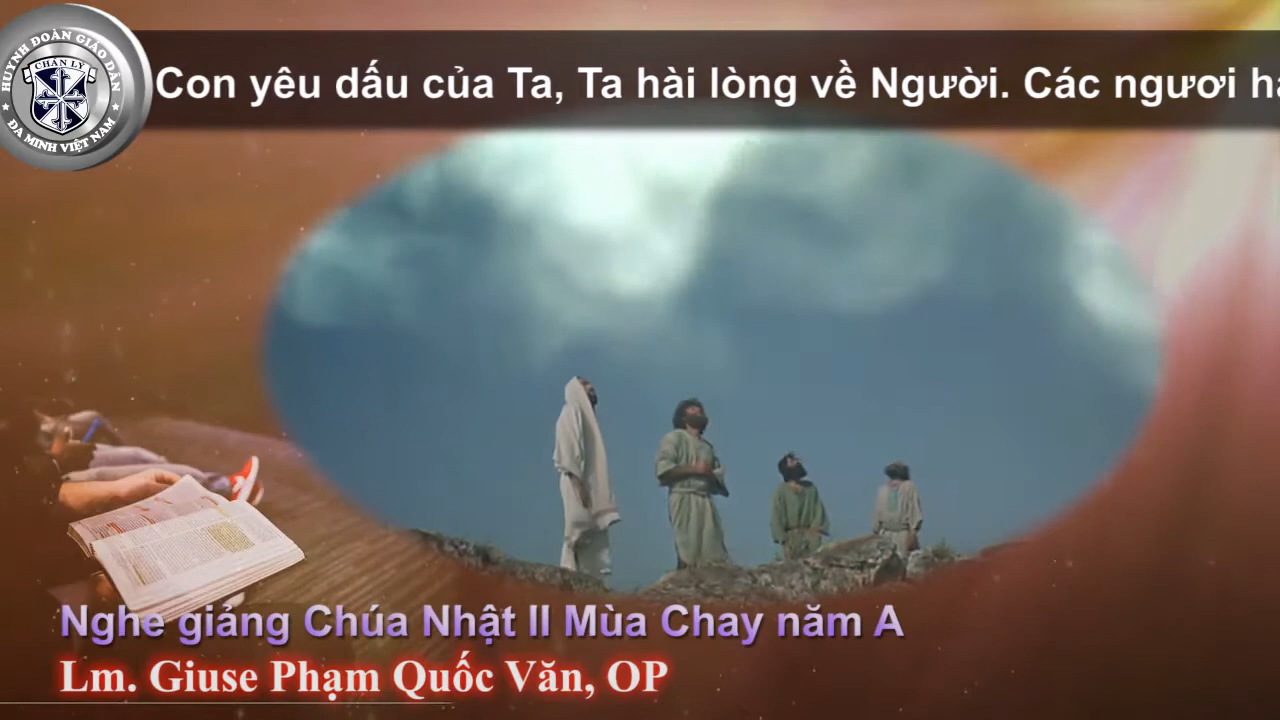 HUYNH ĐOÀN GIÁO DÂN
CHÂN LÝ
ĐA MINH VIỆT NAM
Con yêu dấu của Ta, Ta hài lòng về Người. Các ngươi
Nghe giảng Chúa Nhật II Mùa Chay năm A
Lm. Giuse Phạm Quốc Văn, OP